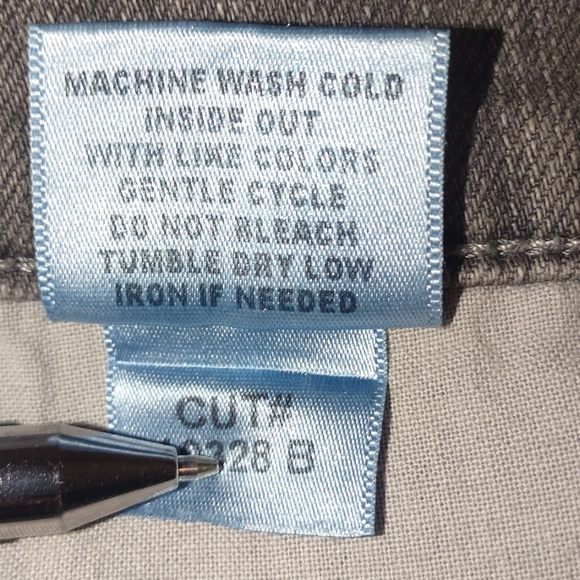 MACHINE WASH COLD
INSIDE OUT
WITH LIKE COLORS
GENTLE CYCLE
DO NOT BLEACH
TUMBLE DRY LOW
IRON IF NEEDED
CUT#
B